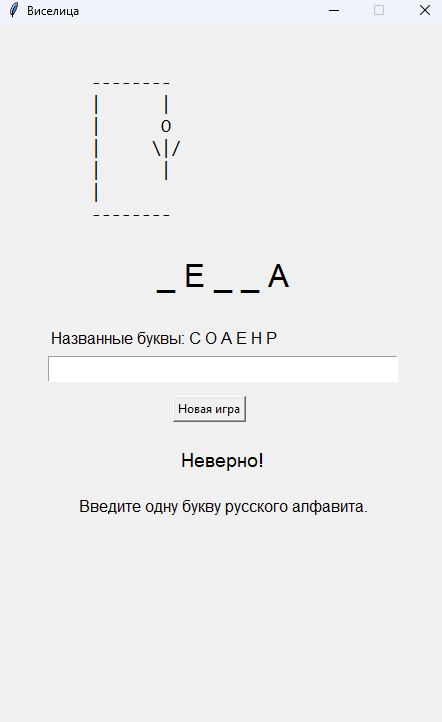 Виселица
--------
|      |
|      O
|     \|/
|      |
|
--------
_ Е _ _ А
Названные буквы: С О А Е Н Р
Новая игра
Неверно!
Введите одну букву русского алфавита.